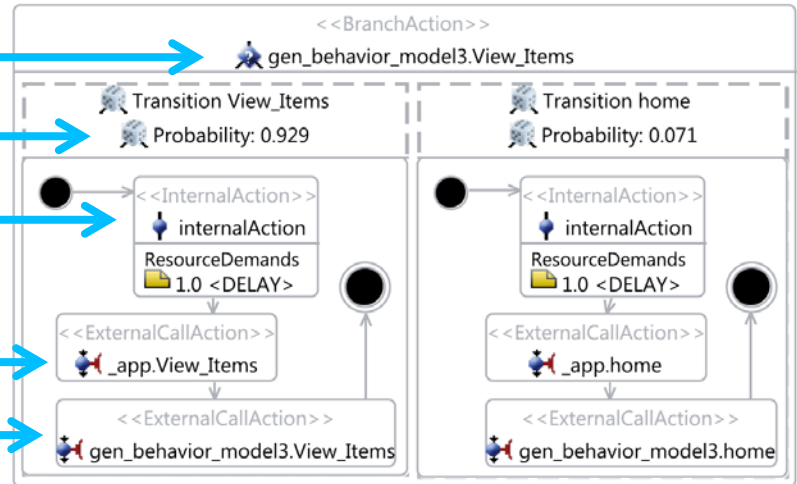 <<BranchAction>>
gen_behavior_model3.View_Items
Transition View_Items
Probability: 0.929
<<InternalAction>>
internalAction
ResourceDemands
1.0 <DELAY>
<<ExternalCallAction>>
_app.View_Items
<<ExternalCallAction>>
gen_behavior_model3.View_Items
Transition home
Probability: 0.071
<<InternalAction>>
internalAction
ResourceDemands
1.0 <DELAY>
<<ExternalCallAction>>
_app.home
<<ExternalCallAction>>
gen_behavior_model3.home